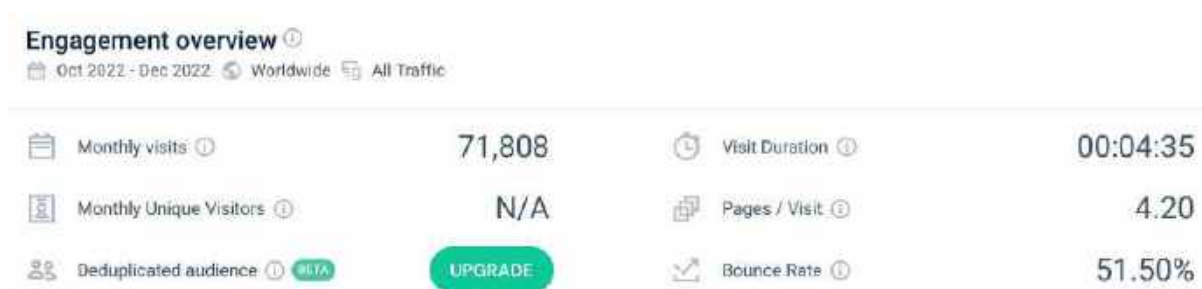 Engagement overview
Oct 2022 - Dec 2022 Worldwide All Traffic
Monthly visits 71,808 Visit Duration 00:04:35
Monthly Unique Visitors N/A Pages / Visit 4.20
Deduplicated audience BETA UPGRADE Bounce Rate 51.50%